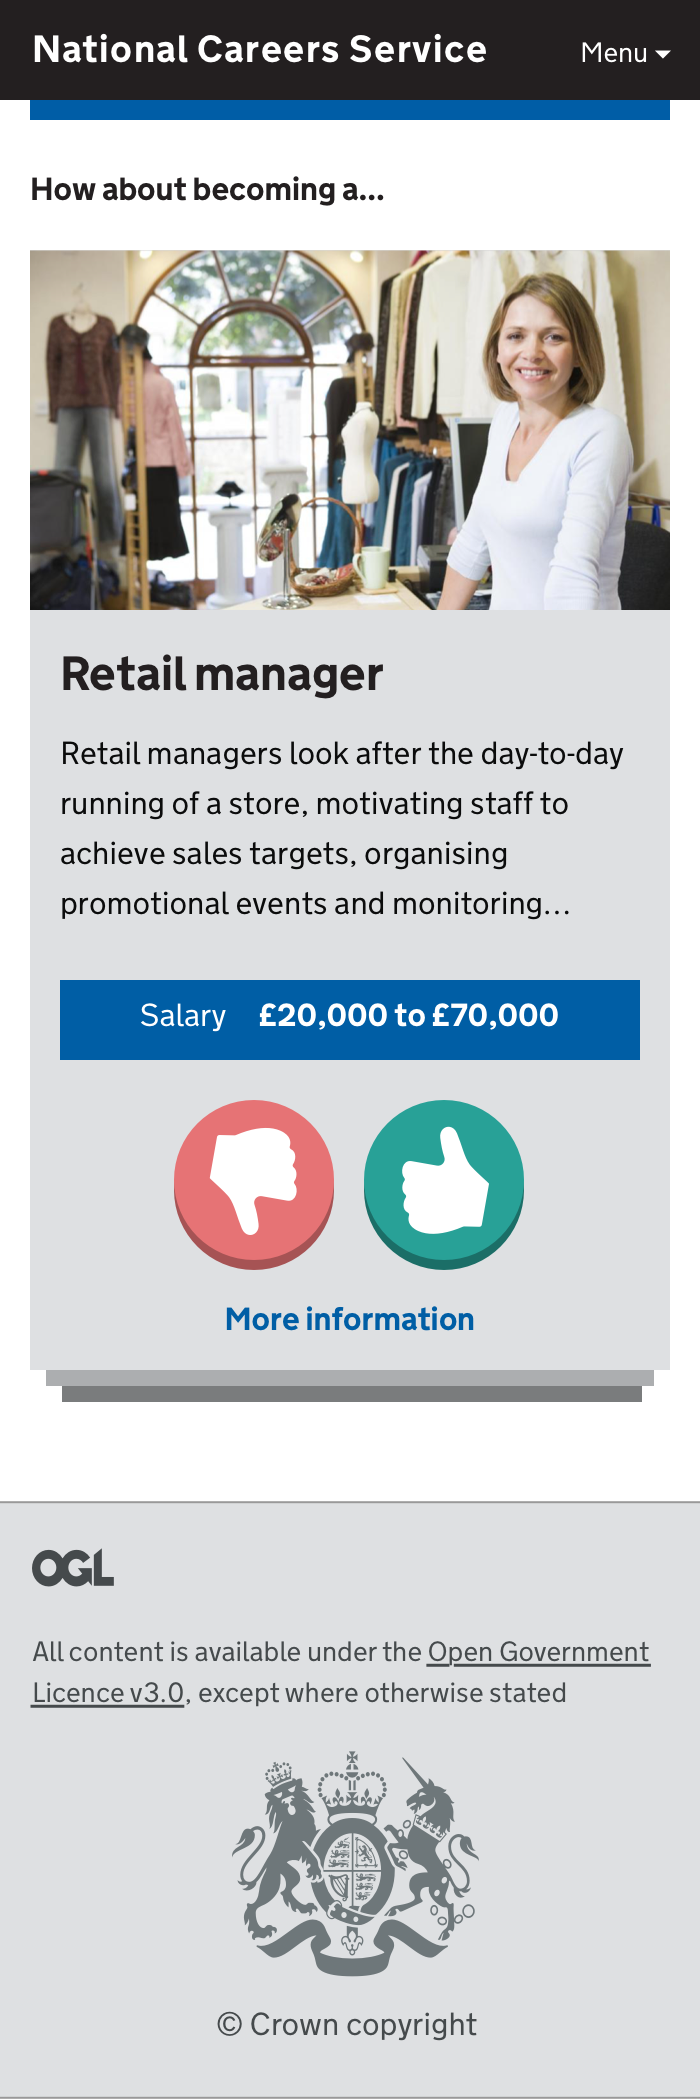 National Careers Service
Menu
How about becoming a...
Retail manager
Retail managers look after the day-to-day
running of a store, motivating staff to
achieve sales targets, organising
promotional events and monitoring...
Salary £20,000 to £70,000
More information
OGL
All content is available under the Open Government
Licence v3.0, except where otherwise stated
© Crown copyright